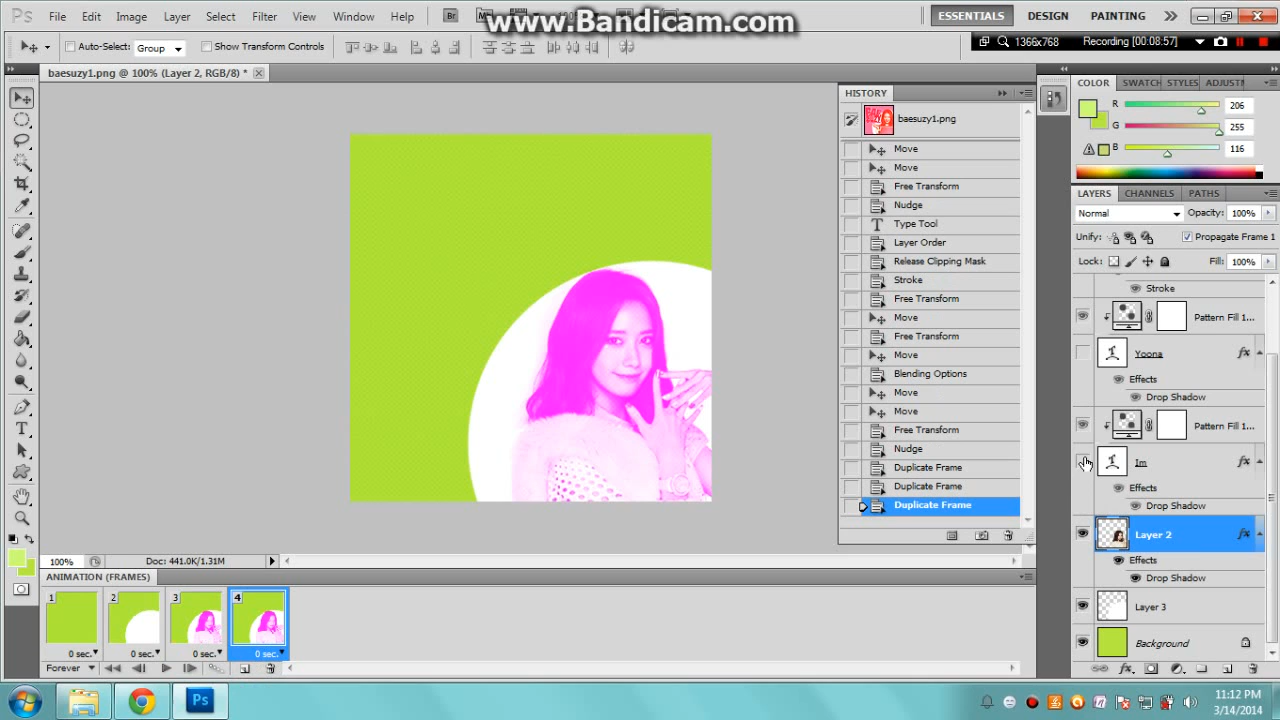 www.Bandicam.com
Ps File Edit Image Layer Select Filter View Window Help Br ESSENTIALS DESIGN PAINTING
Auto-Select: Group Show Transform Controls
1366x768 Recording [00:08:57]
baesuzy1.png @ 100% (Layer 2, RGB/8) *
HISTORY
baesuzy1.png
Move
Move
Free Transform
Nudge
Type Tool
Layer Order
Release Clipping Mask
Stroke
Free Transform
Move
Free Transform
Move
Blending Options
Move
Move
Free Transform
Nudge
Duplicate Frame
Duplicate Frame
Duplicate Frame
COLOR SWATCH STYLES ADJUSTI
R 206
G 255
B 116
LAYERS CHANNELS PATHS
Normal Opacity: 100%
Unify: Propagate Frame 1
Lock: Fill: 100%
Stroke
Pattern Fill 1...
Yoona fx
Effects
Drop Shadow
Pattern Fill 1...
Im fx
Effects
Drop Shadow
Layer 2 fx
Effects
Drop Shadow
Layer 3
Background
100% Doc: 441.0K/1.31M
ANIMATION (FRAMES)
1 2 3 4
0 sec. 0 sec. 0 sec. 0 sec.
Forever
Ps
11:12 PM
3/14/2014